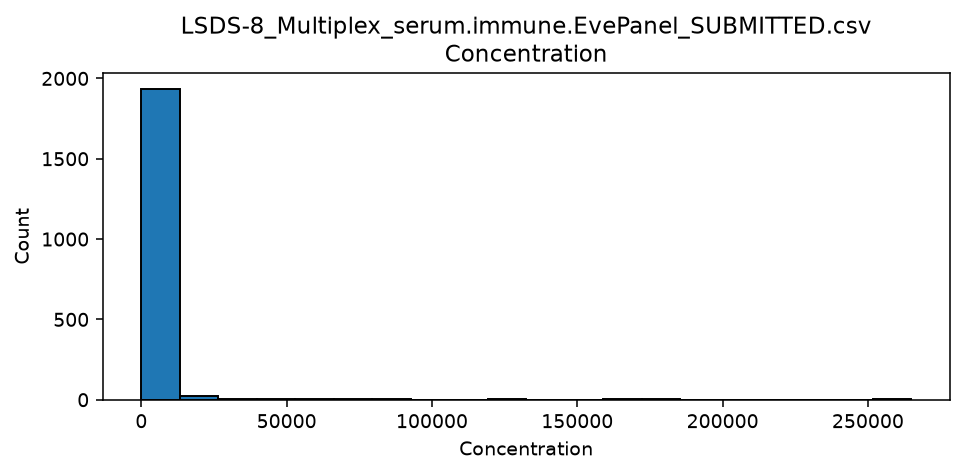 LSDS-8_Multiplex_serum.immune.EvePanel_SUBMITTED.csv
Concentration
2000
1500
1000
500
0
Count
0 50000 100000 150000 200000 250000
Concentration